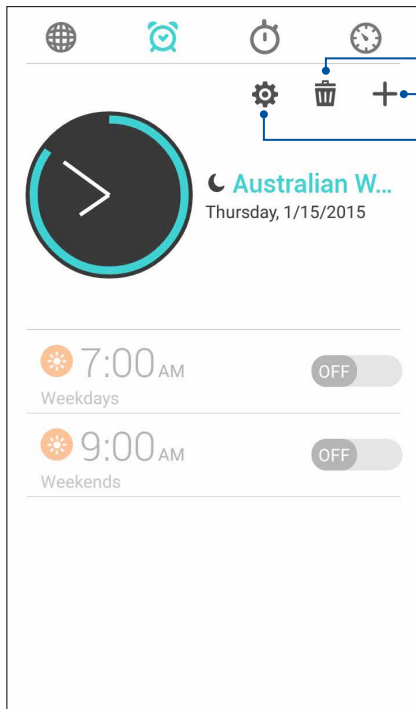 Australian W...
Thursday, 1/15/2015
7:00 AM
OFF
Weekdays
9:00 AM
OFF
Weekends